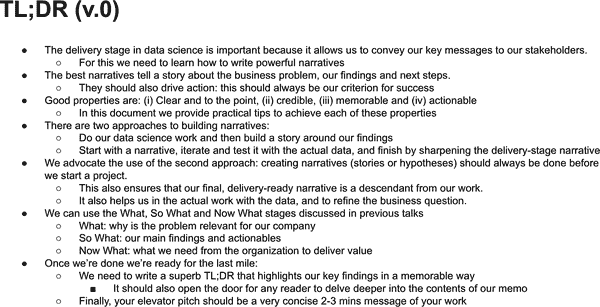 TL;DR (v.0)
● The delivery stage in data science is important because it allows us to convey our key messages to our stakeholders.
○ For this we need to learn how to write powerful narratives
● The best narratives tell a story about the business problem, our findings and next steps.
○ They should also drive action: this should always be our criterion for success
● Good properties are: (i) Clear and to the point, (ii) credible, (iii) memorable and (iv) actionable
○ In this document we provide practical tips to achieve each of these properties
● There are two approaches to building narratives:
○ Do our data science work and then build a story around our findings
○ Start with a narrative, iterate and test it with the actual data, and finish by sharpening the delivery-stage narrative
● We advocate the use of the second approach: creating narratives (stories or hypotheses) should always be done before
we start a project.
○ This also ensures that our final, delivery-ready narrative is a descendant from our work.
○ It also helps us in the actual work with the data, and to refine the business question.
● We can use the What, So What and Now What stages discussed in previous talks
○ What: why is the problem relevant for our company
○ So What: our main findings and actionables
○ Now What: what we need from the organization to deliver value
● Once we're done we're ready for the last mile:
○ We need to write a superb TL;DR that highlights our key findings in a memorable way
■ It should also open the door for any reader to delve deeper into the contents of our memo
○ Finally, your elevator pitch should be a very concise 2-3 mins message of your work